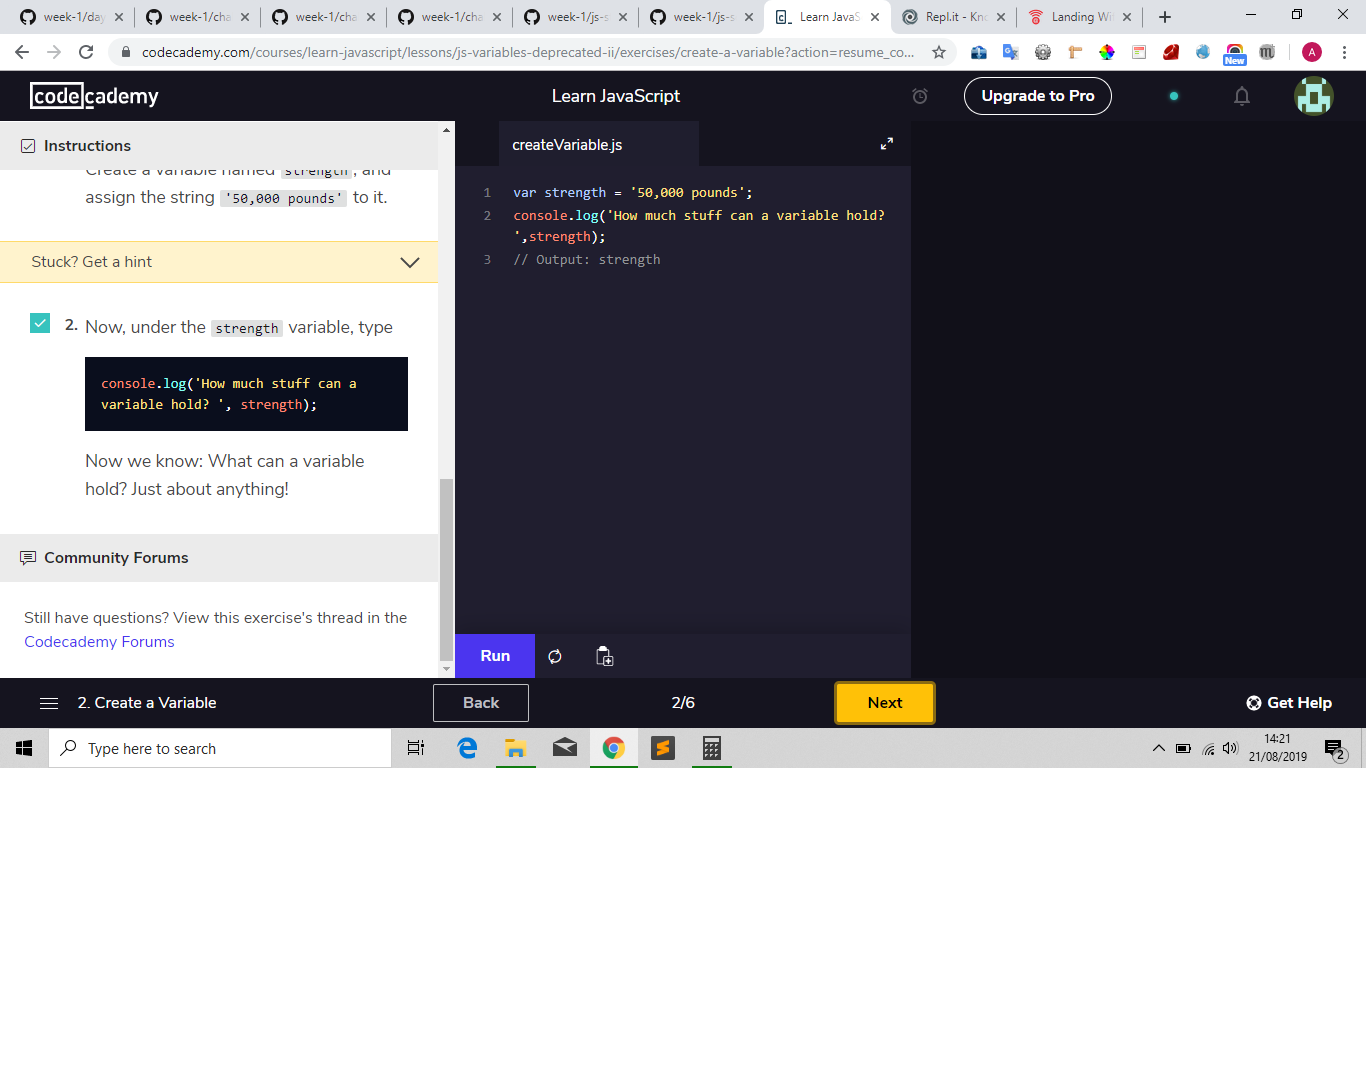 week-1/day
week-1/cha
week-1/cha
week-1/cha
week-1/js-s
week-1/js-s
Learn JavaS
Repl.it - Kno
Landing Wit
codecademy.com/courses/learn-javascript/lessons/js-variables-deprecated-ii/exercises/create-a-variable?action=resume_co...
New
A
codecademy
Learn JavaScript
Upgrade to Pro
Instructions
Create a variable named strength, and
assign the string '50,000 pounds' to it.
Stuck? Get a hint
2. Now, under the strength variable, type
console.log('How much stuff can a
variable hold? ', strength);
Now we know: What can a variable
hold? Just about anything!
Community Forums
Still have questions? View this exercise's thread in the
Codecademy Forums
createVariable.js
1 var strength = '50,000 pounds';
2 console.log('How much stuff can a variable hold?
',strength);
3 // Output: strength
Run
2. Create a Variable
Back
2/6
Next
Get Help
Type here to search
14:21
21/08/2019
2